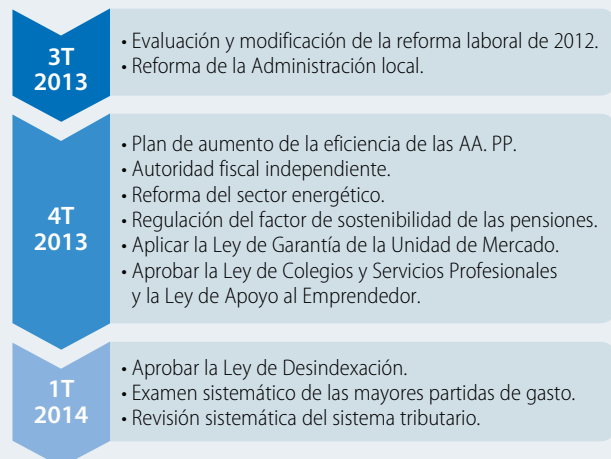 3T
2013
• Evaluación y modificación de la reforma laboral de 2012.
• Reforma de la Administración local.
4T
2013
• Plan de aumento de la eficiencia de las AA. PP.
• Autoridad fiscal independiente.
• Reforma del sector energético.
• Regulación del factor de sostenibilidad de las pensiones.
• Aplicar la Ley de Garantía de la Unidad de Mercado.
• Aprobar la Ley de Colegios y Servicios Profesionales
y la Ley de Apoyo al Emprendedor.
1T
2014
• Aprobar la Ley de Desindexación.
• Examen sistemático de las mayores partidas de gasto.
• Revisión sistemática del sistema tributario.